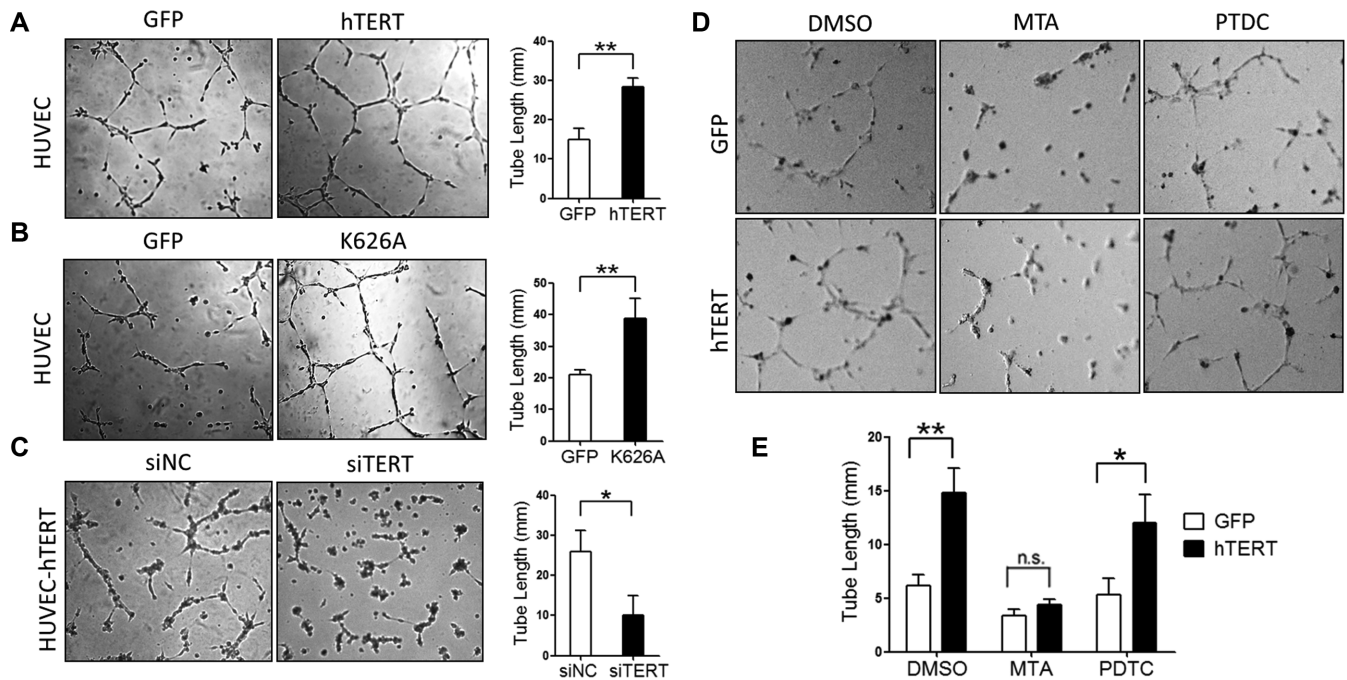 A
GFP
hTERT
HUVEC
Tube Length (mm)
40
30
20
10
0
**
GFP
hTERT
B
GFP
K626A
HUVEC
Tube Length (mm)
50
40
30
20
10
0
**
GFP
K626A
C
siNC
siTERT
HUVEC-hTERT
Tube Length (mm)
40
30
20
10
0
*
siNC
siTERT
D
DMSO
MTA
PTDC
GFP
hTERT
E
Tube Length (mm)
20
15
10
5
0
**
n.s.
*
DMSO
MTA
PDTC
GFP
hTERT